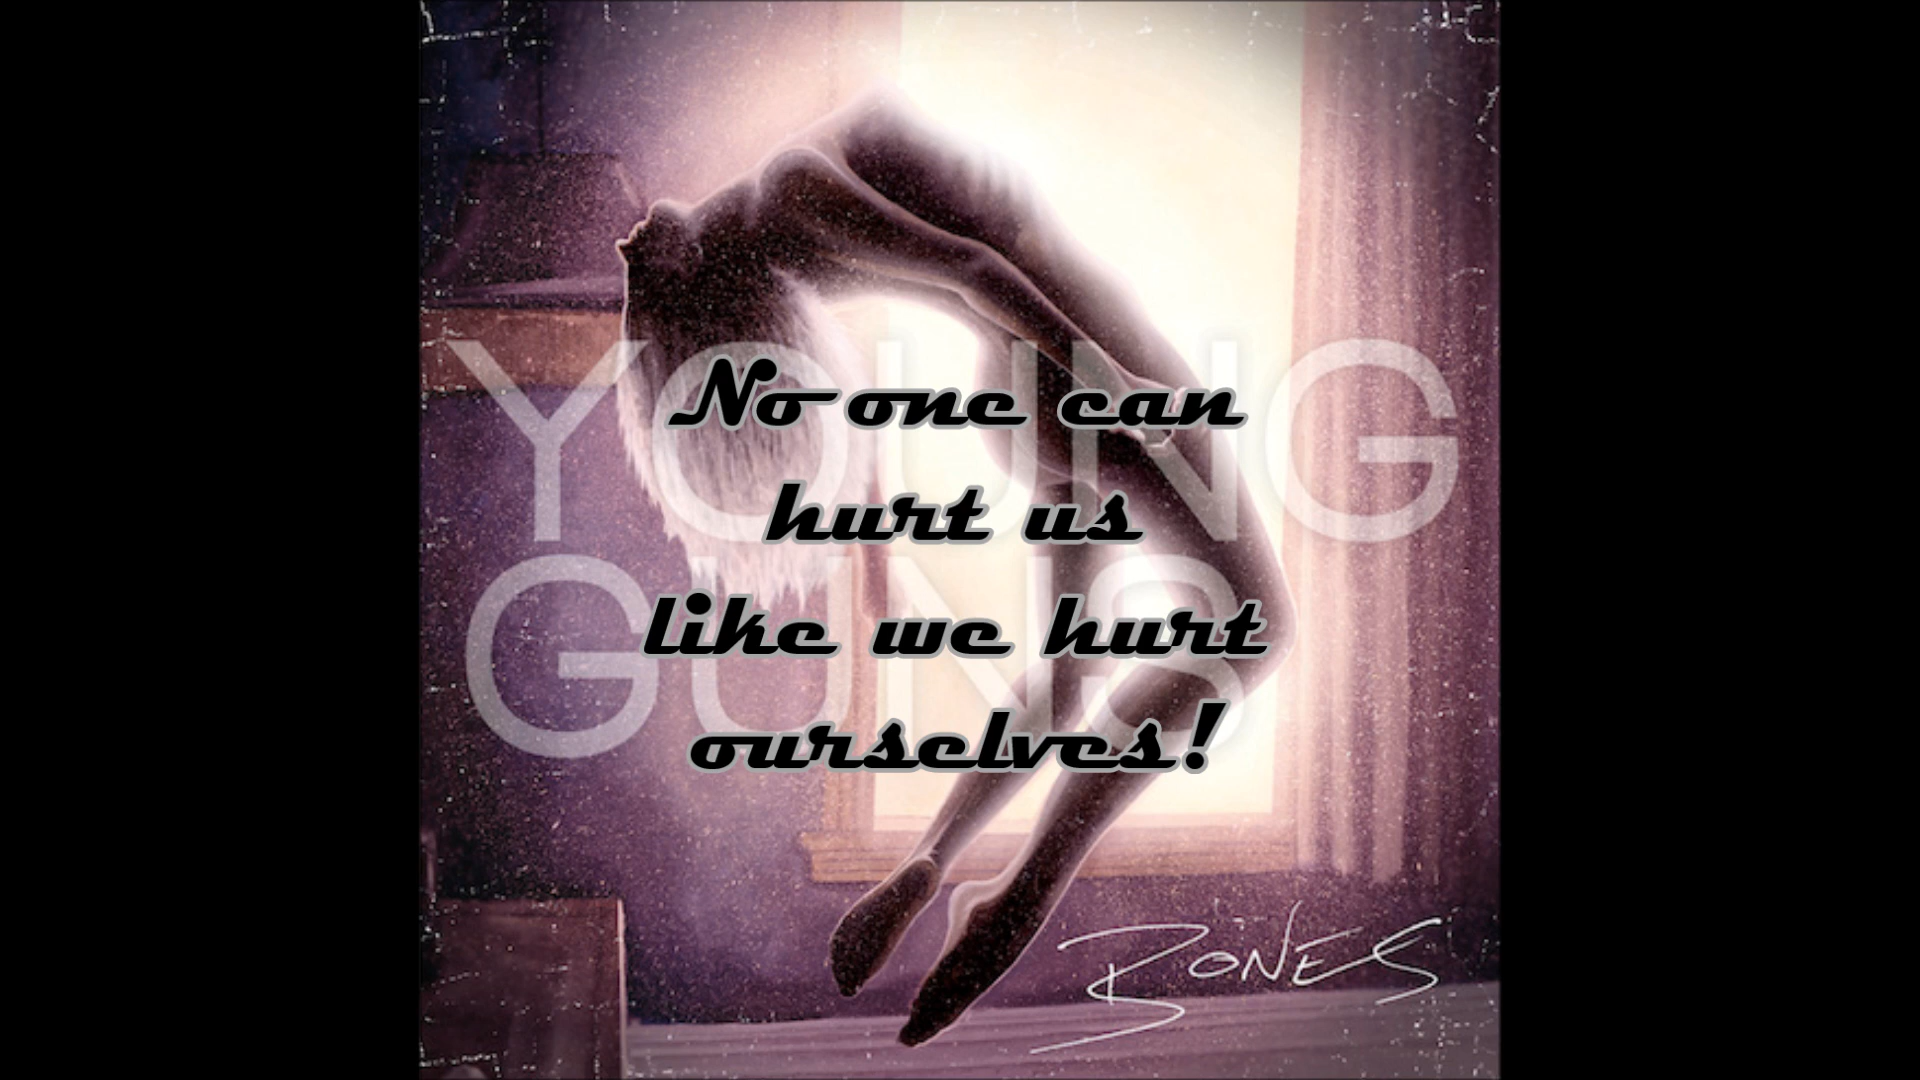 YOUNG
GUNS
No one can
hurt us
like we hurt
ourselves!
BONES